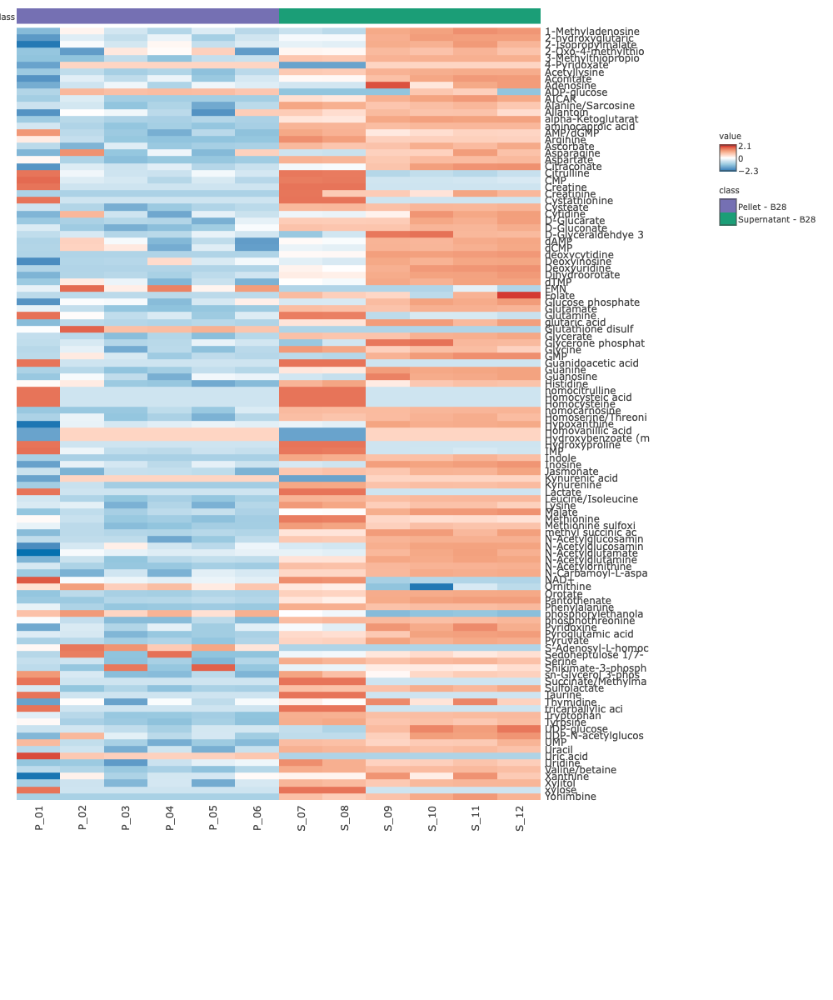 lass
1-Methyladenosine
2-hydroxyglutaric
2-Isopropylmalate
2-Oxo-4-methylthio
3-Methylthiopropio
4-Pyridoxate
Acetyllysine
Aconitate
Adenosine
ADP-glucose
AICAR
Alanine/Sarcosine
Allantoin
alpha-Ketoglutarat
aminocaproic acid
AMP/dGMP
Arginine
Ascorbate
Asparagine
Aspartate
Citraconate
Citrulline
CMP
Creatine
Creatinine
Cystathionine
Cysteate
Cytidine
D-Glucarate
D-Gluconate
D-Glyceraldehdye 3
dAMP
dCMP
deoxycytidine
Deoxyinosine
Deoxyuridine
Dihydroorotate
dTMP
FMN
Folate
Glucose phosphate
Glutamate
Glutamine
glutaric acid
Glutathione disulf
Glycerate
Glycerone phosphat
Glycine
GMP
Guanidoacetic acid
Guanine
Guanosine
Histidine
homocitrulline
Homocysteic acid
Homocysteine
homocarnosine
Homoserine/Threoni
Hypoxanthine
Homovanillic acid
Hydroxybenzoate (m
Hydroxyproline
IMP
Indole
Inosine
Jasmonate
Kynurenic acid
Kynurenine
Lactate
Leucine/Isoleucine
Lysine
Malate
Methionine
Methionine sulfoxi
methyl succinic ac
N-Acetylglucosamin
N-Acetylglucosamin
N-Acetylglutamate
N-Acetylglutamine
N-Acetylornithine
N-Carbamoyl-L-aspa
NAD+
Ornithine
Orotate
Pantothenate
Phenylalanine
phosphorylethanola
phosphothreonine
Pyridoxine
Pyroglutamic acid
Pyruvate
S-Adenosyl-L-homoc
Sedoheptulose 1/7-
Serine
Shikimate-3-phosph
sn-Glycerol 3-phos
Succinate/Methylma
Sulfolactate
Taurine
Thymidine
tricarballylic aci
Tryptophan
Tyrosine
UDP-glucose
UDP-N-acetylglucos
UMP
Uracil
Uric acid
Uridine
Valine/betaine
Xanthine
Xylitol
xylose
Yohimbine
P_01
P_02
P_03
P_04
P_05
P_06
S_07
S_08
S_09
S_10
S_11
S_12
value
2.1
0
−2.3
class
Pellet - B28
Supernatant - B28